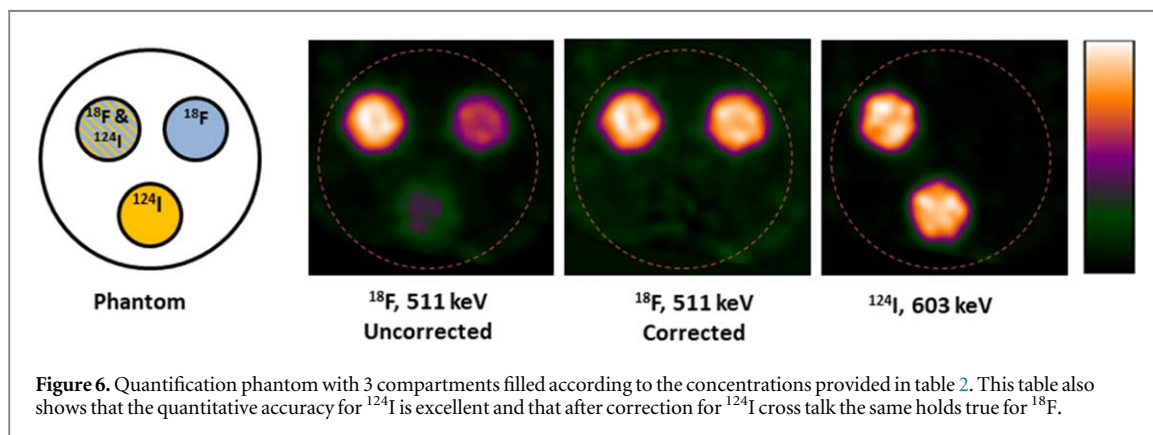 ¹⁸F &
¹²⁴I
¹⁸F
¹²⁴I
Phantom
¹⁸F, 511 keV
Uncorrected
¹⁸F, 511 keV
Corrected
¹²⁴I, 603 keV
Figure 6. Quantification phantom with 3 compartments filled according to the concentrations provided in table 2. This table also
shows that the quantitative accuracy for ¹²⁴I is excellent and that after correction for ¹²⁴I cross talk the same holds true for ¹⁸F.